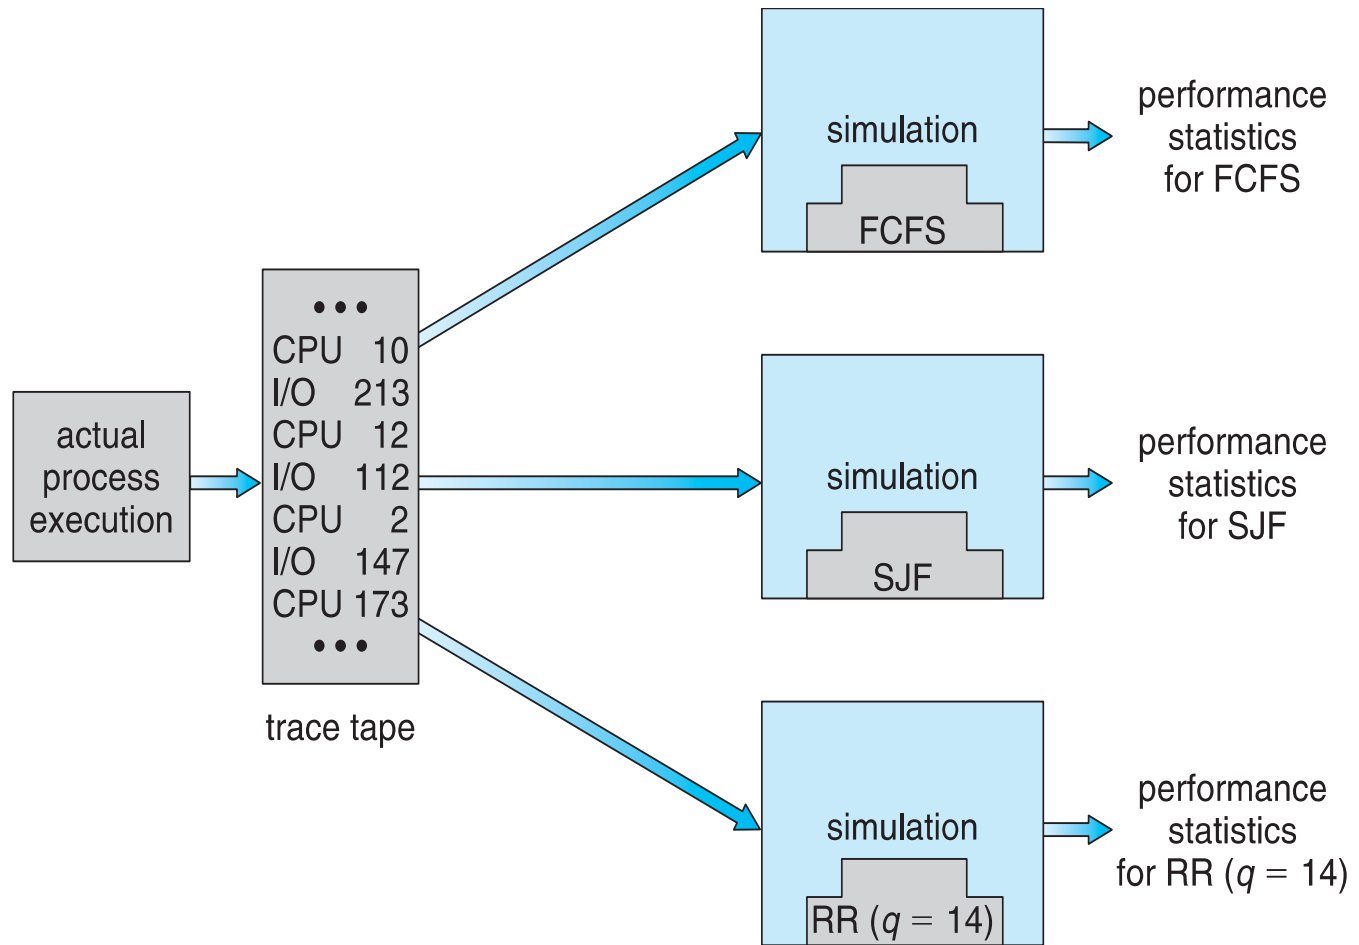 actual
process
execution
• • •
CPU 10
I/O 213
CPU 12
I/O 112
CPU 2
I/O 147
CPU 173
• • •
trace tape
simulation
FCFS
performance
statistics
for FCFS
simulation
SJF
performance
statistics
for SJF
simulation
RR (q = 14)
performance
statistics
for RR (q = 14)